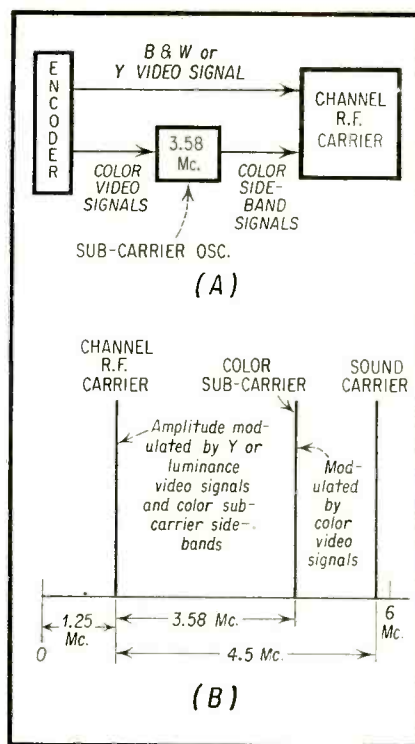 ENCODER
B & W or
Y VIDEO SIGNAL
CHANNEL
R.F.
CARRIER
3.58
Mc.
COLOR
VIDEO
SIGNALS
COLOR
SIDE-
BAND
SIGNALS
SUB-CARRIER OSC.
(A)
CHANNEL
R.F.
CARRIER
COLOR
SUB-CARRIER
SOUND
CARRIER
Amplitude mod-
ulated by Y or
luminance
video signals
and color sub-
carrier side-
bands
Mod-
ulated
by
color
video
signals
1.25
Mc.
3.58 Mc.
6
Mc.
0
4.5 Mc.
(B)